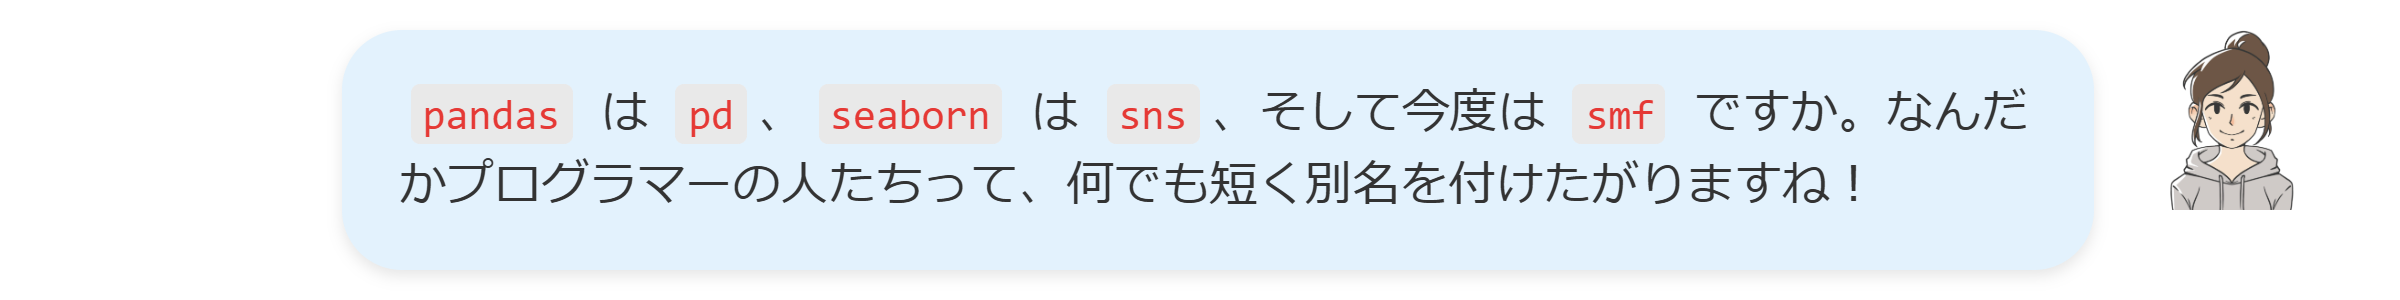 pandas は pd 、 seaborn は sns 、そして今度は smf ですか。なんだ
かプログラマーの人たちって、何でも短く別名を付けたがりますね！